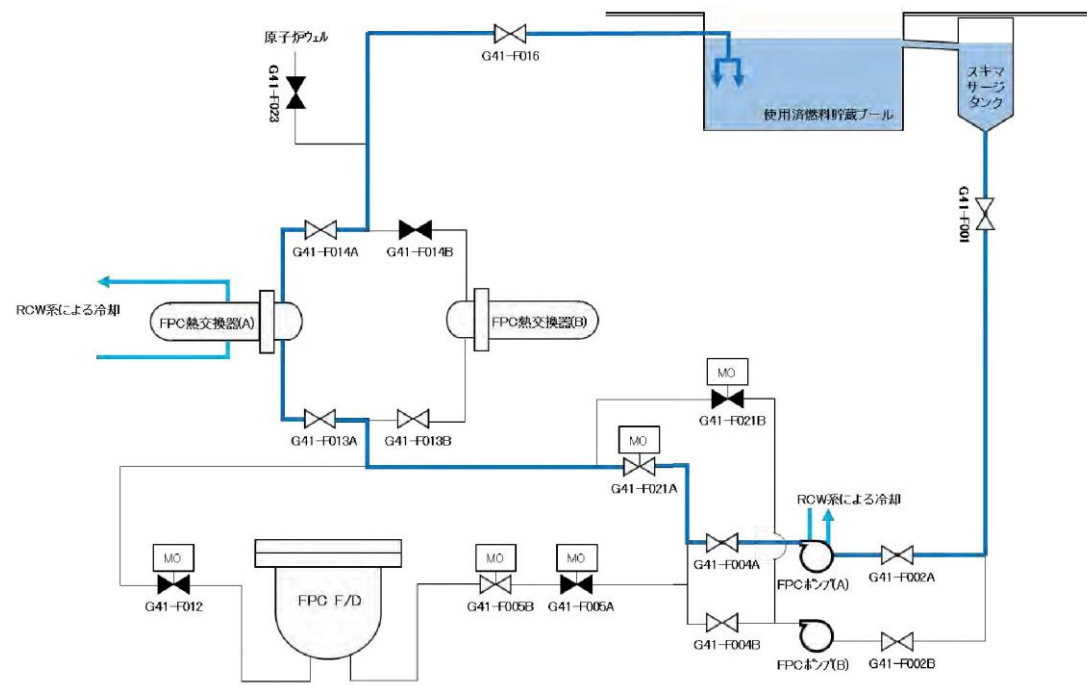 原子炉ウェル
G41-F023
G41-F016
スキマ
サージ
タンク
使用済燃料貯蔵プール
G41-F001
G41-F014A
G41-F014B
RCW系による冷却
FPC熱交換器(A)
FPC熱交換器(B)
MO
G41-F021B
G41-F013A
G41-F013B
MO
G41-F021A
RCW系による冷却
MO
G41-F012
FPC F/D
MO
G41-F005B
MO
G41-F005A
G41-F004A
FPCポンプ(A)
G41-F002A
G41-F004B
FPCポンプ(B)
G41-F002B